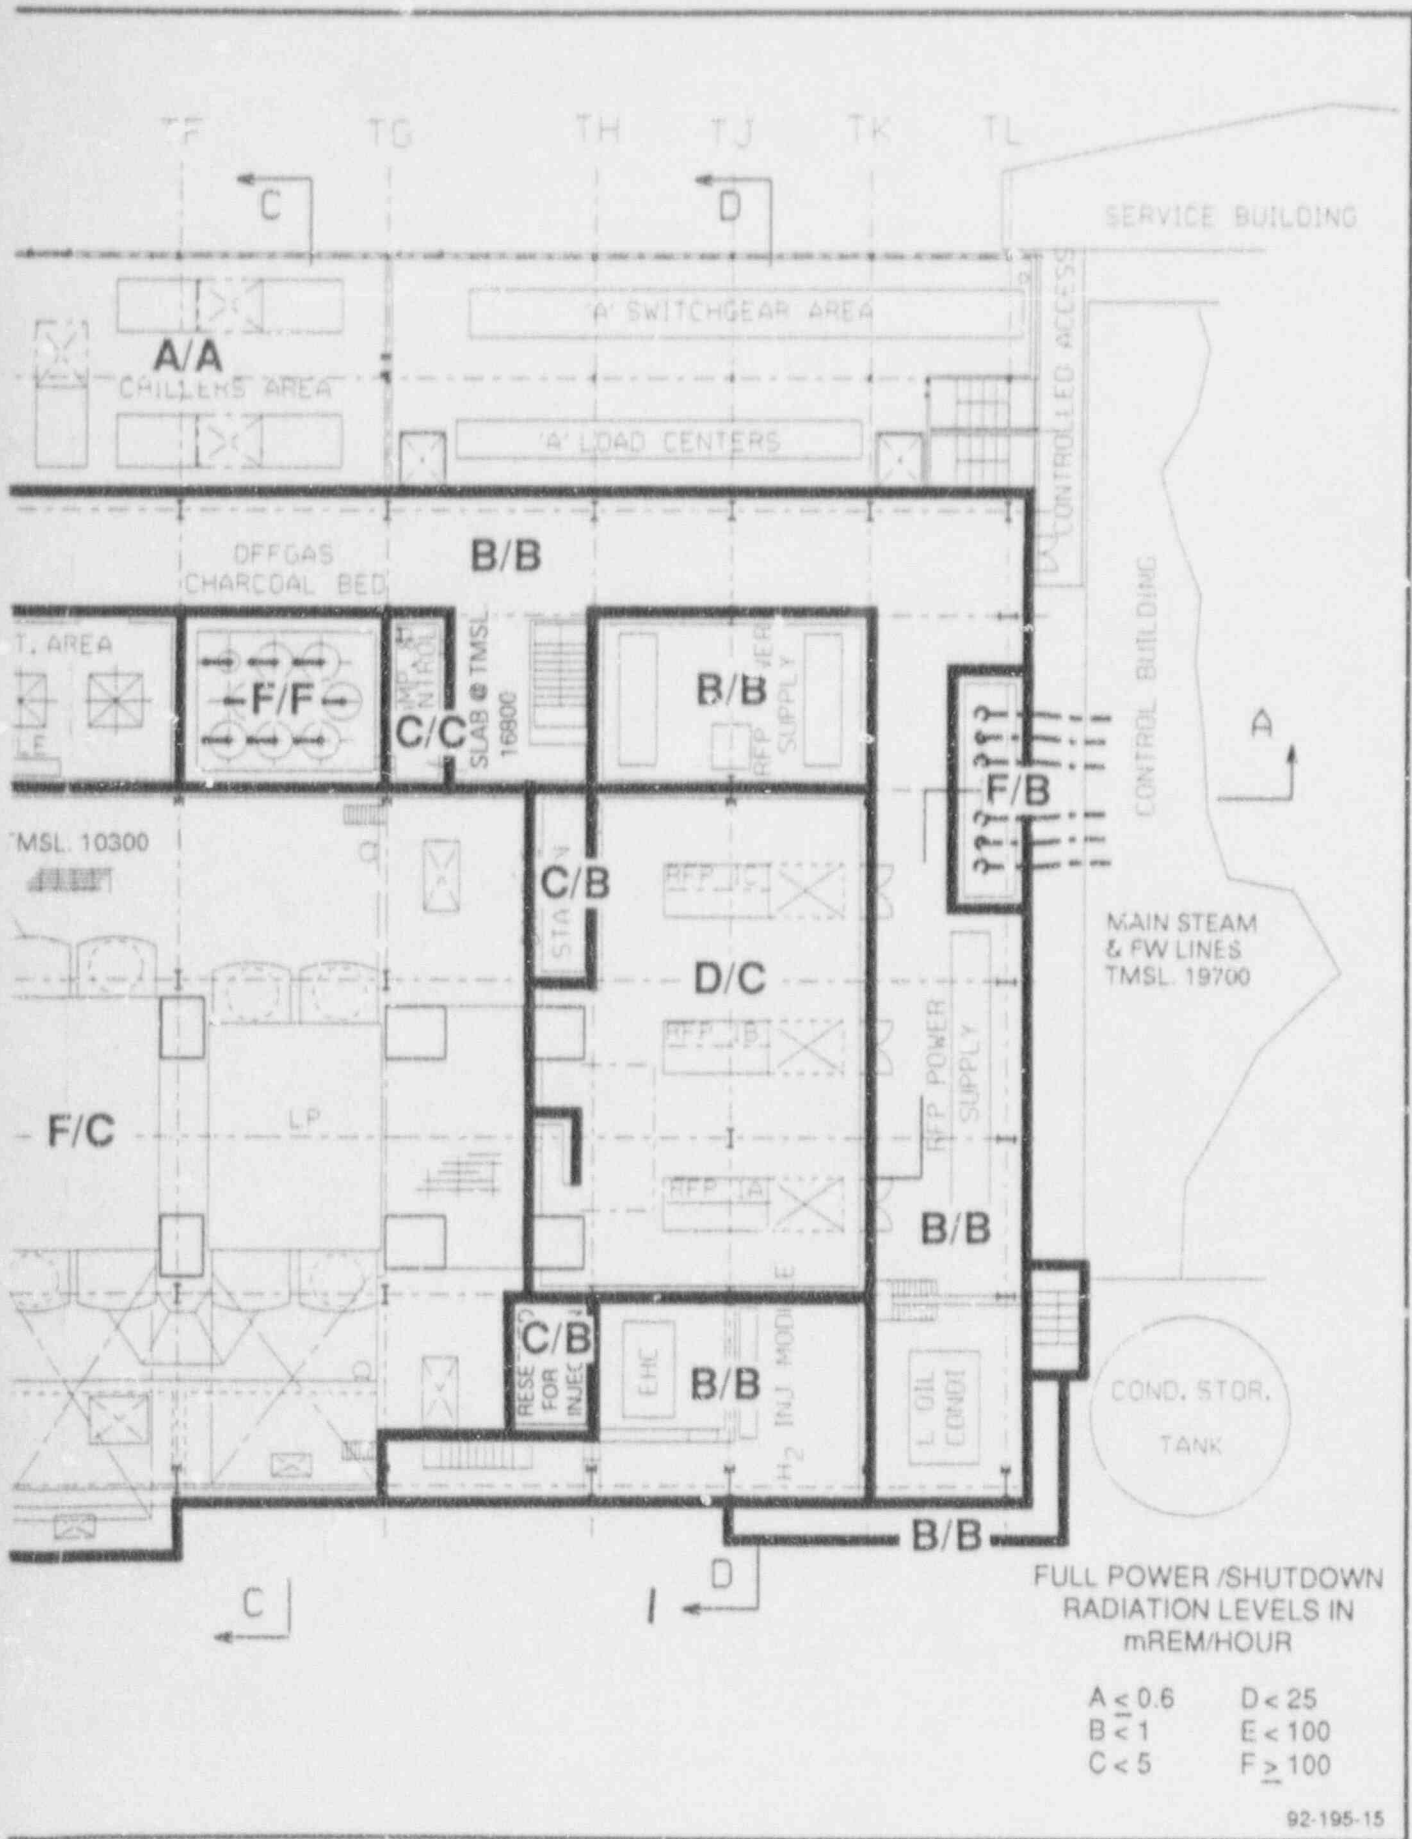 TF TG TH TJ TK TL
C
D
SERVICE BUILDING
'A' SWITCHGEAR AREA
CONTROLLED ACCESS
A/A
CHILLERS AREA
'A' LOAD CENTERS
OFFGAS
CHARCOAL BED
B/B
CONTROL BUILDING
T. AREA
F/F
C/C
SLAB @ TMSL
16800
B/B
RFP
SUPPLY
A
F/B
TMSL. 10300
C/B
RFP C
MAIN STEAM
& FW LINES
TMSL. 19700
D/C
RFP B
RFP POWER
SUPPLY
F/C
LP
RFP A
B/B
C/B
FOR
EHC
B/B
H2 INJ
L OIL
CONDI
COND. STOR.
TANK
B/B
C
D
FULL POWER /SHUTDOWN
RADIATION LEVELS IN
mREM/HOUR
A ≤ 0.6 D < 25
B < 1 E < 100
C < 5 F ≥ 100
92-195-15